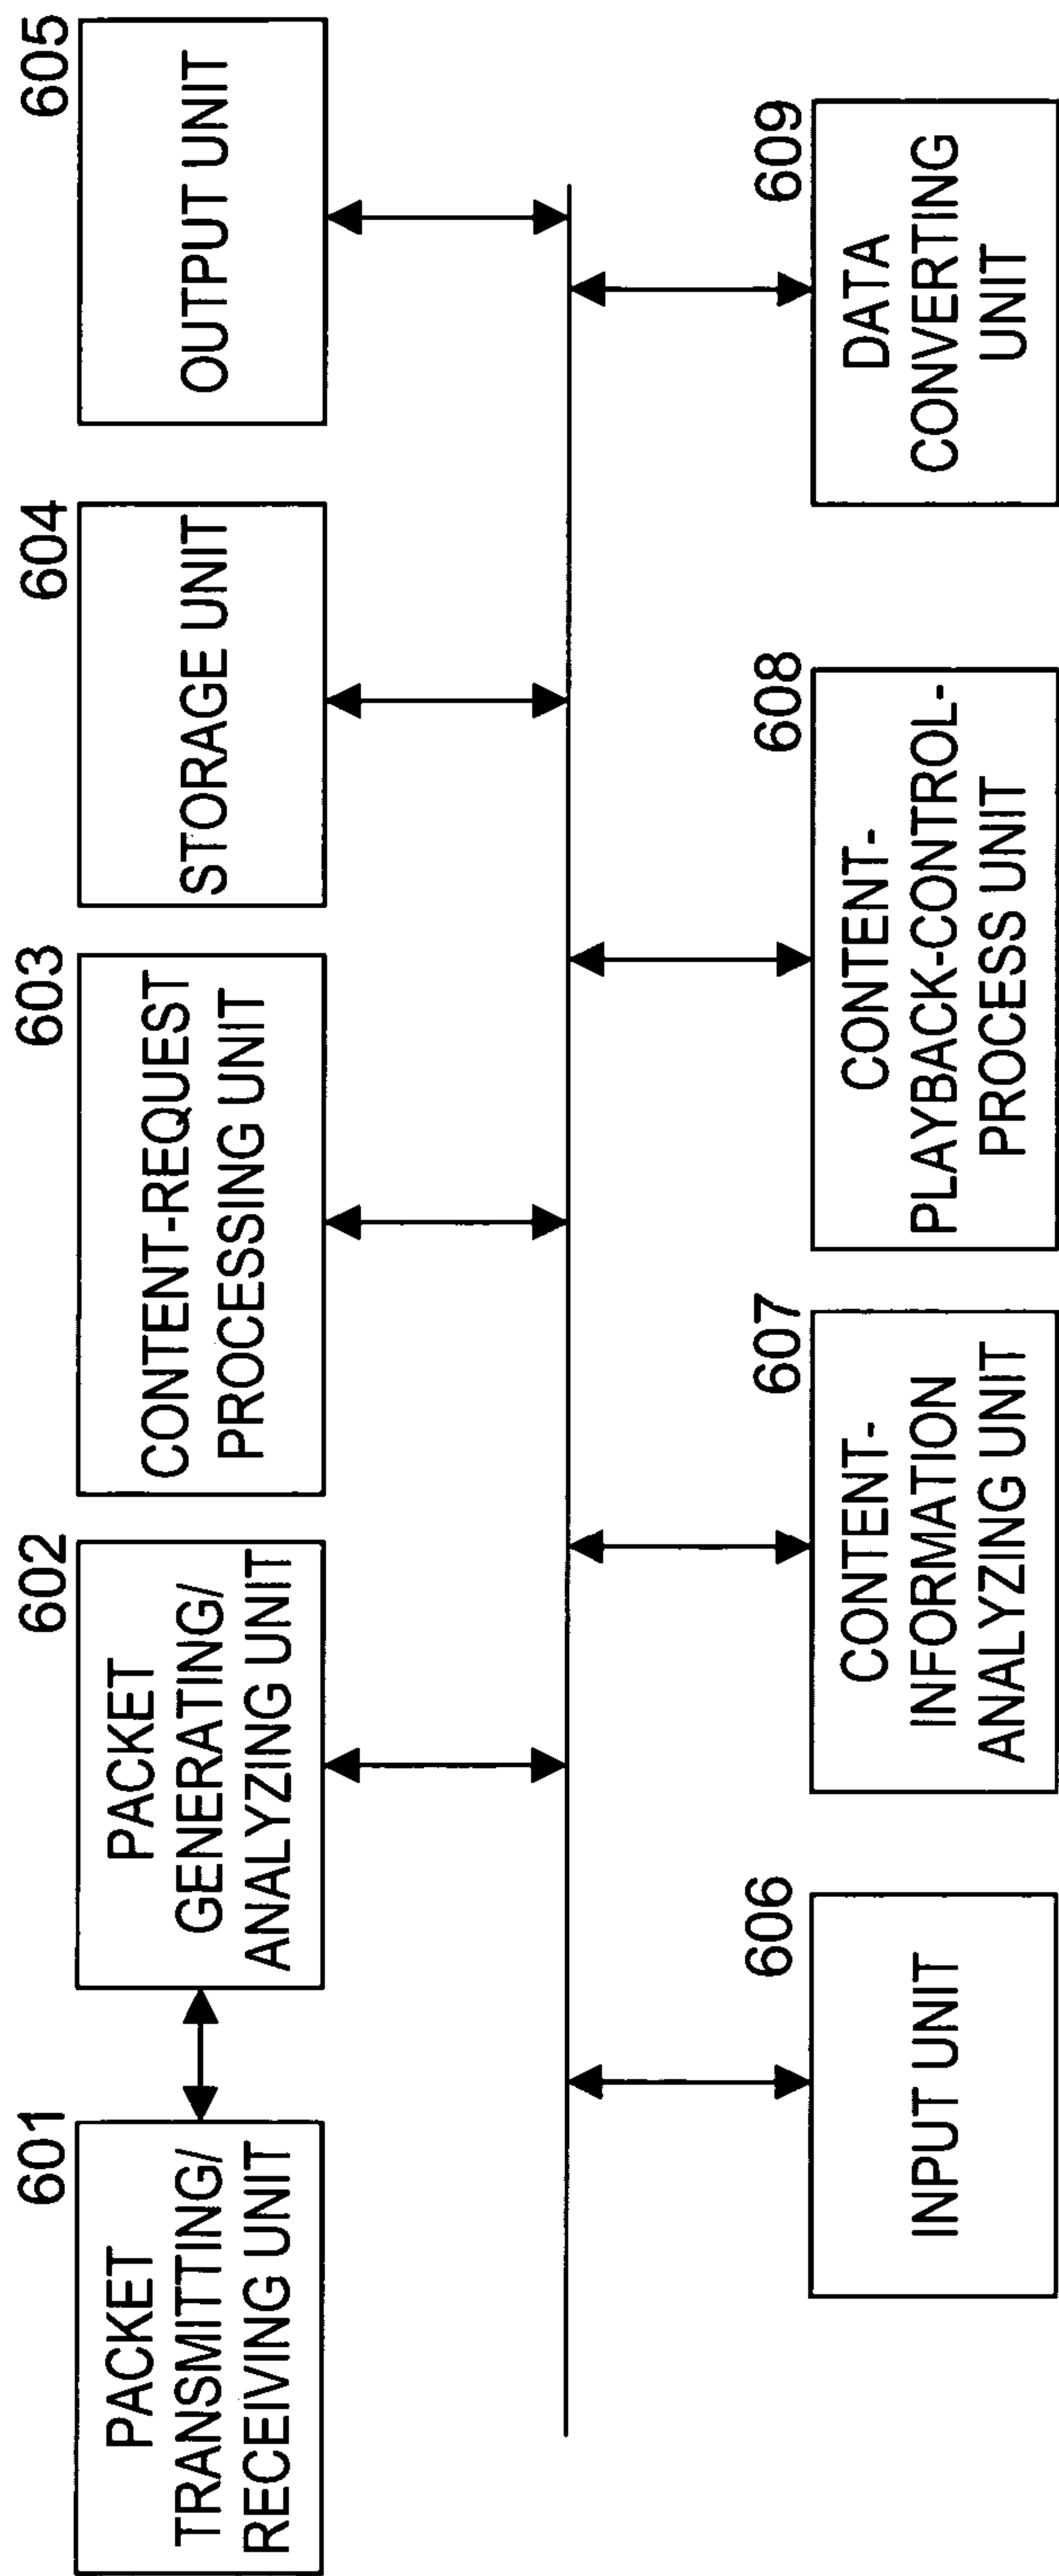 601
PACKET
TRANSMITTING/
RECEIVING UNIT
602
PACKET
GENERATING/
ANALYZING UNIT
603
CONTENT-REQUEST
PROCESSING UNIT
604
STORAGE UNIT
605
OUTPUT UNIT
606
INPUT UNIT
607
CONTENT-
INFORMATION
ANALYZING UNIT
608
CONTENT-
PLAYBACK-CONTROL-
PROCESS UNIT
609
DATA
CONVERTING
UNIT